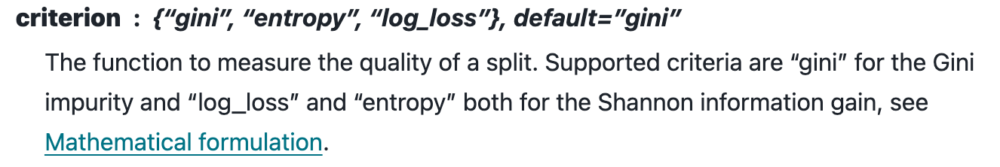 criterion : {“gini”, “entropy”, “log_loss”}, default=”gini”
The function to measure the quality of a split. Supported criteria are “gini” for the Gini
impurity and “log_loss” and “entropy” both for the Shannon information gain, see
Mathematical formulation.